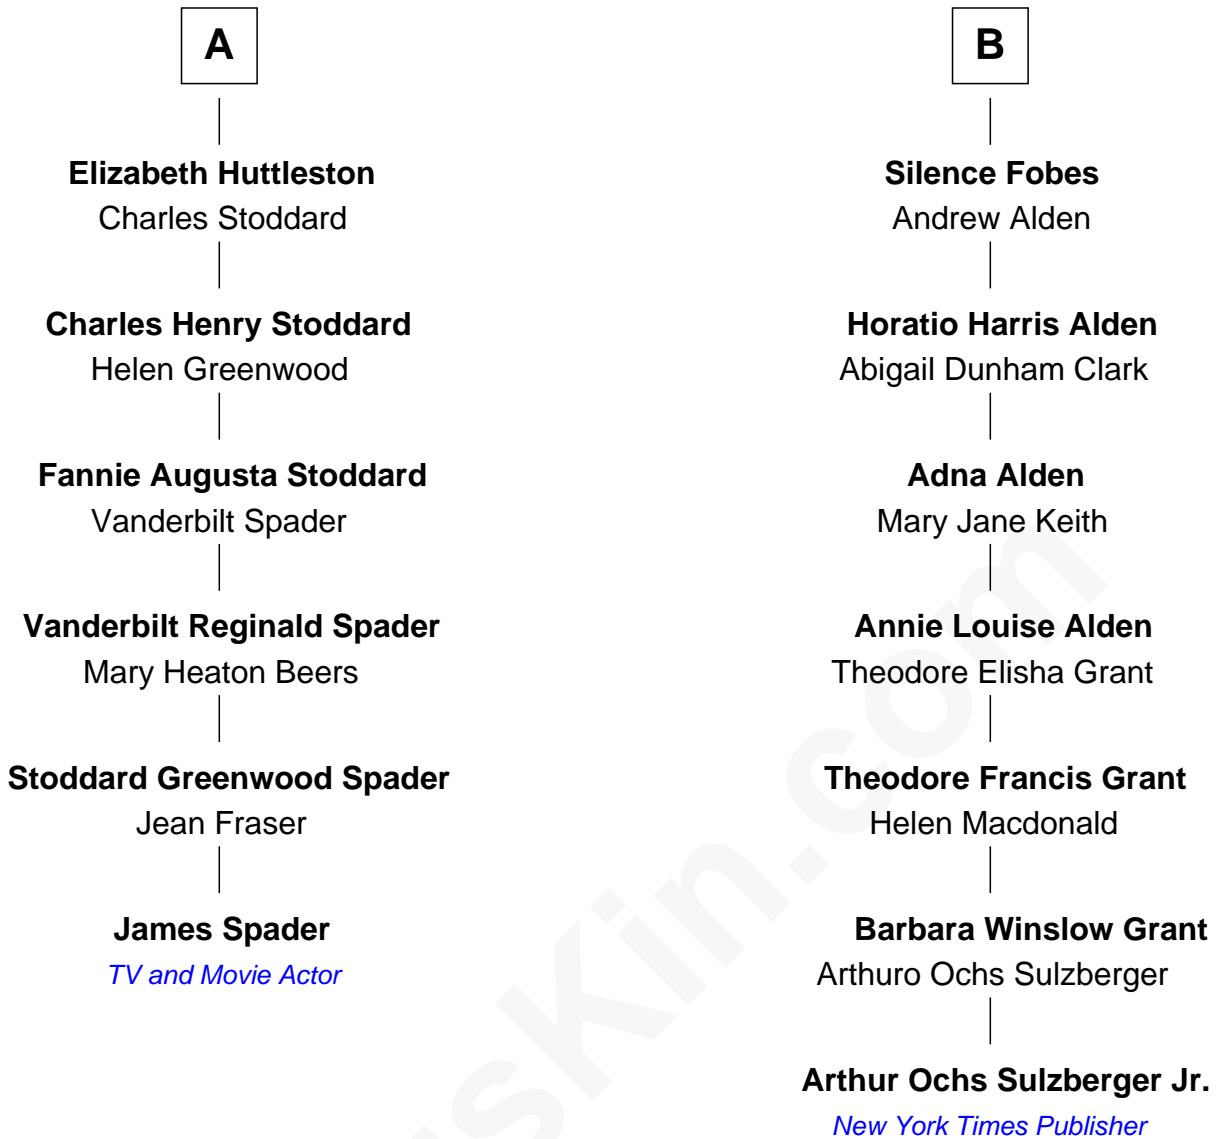 A
Elizabeth Huttleston
Charles Stoddard
Charles Henry Stoddard
Helen Greenwood
Fannie Augusta Stoddard
Vanderbilt Spader
Vanderbilt Reginald Spader
Mary Heaton Beers
Stoddard Greenwood Spader
Jean Fraser
James Spader
TV and Movie Actor
B
Silence Fobes
Andrew Alden
Horatio Harris Alden
Abigail Dunham Clark
Adna Alden
Mary Jane Keith
Annie Louise Alden
Theodore Elisha Grant
Theodore Francis Grant
Helen Macdonald
Barbara Winslow Grant
Arthuro Ochs Sulzberger
Arthur Ochs Sulzberger Jr.
New York Times Publisher